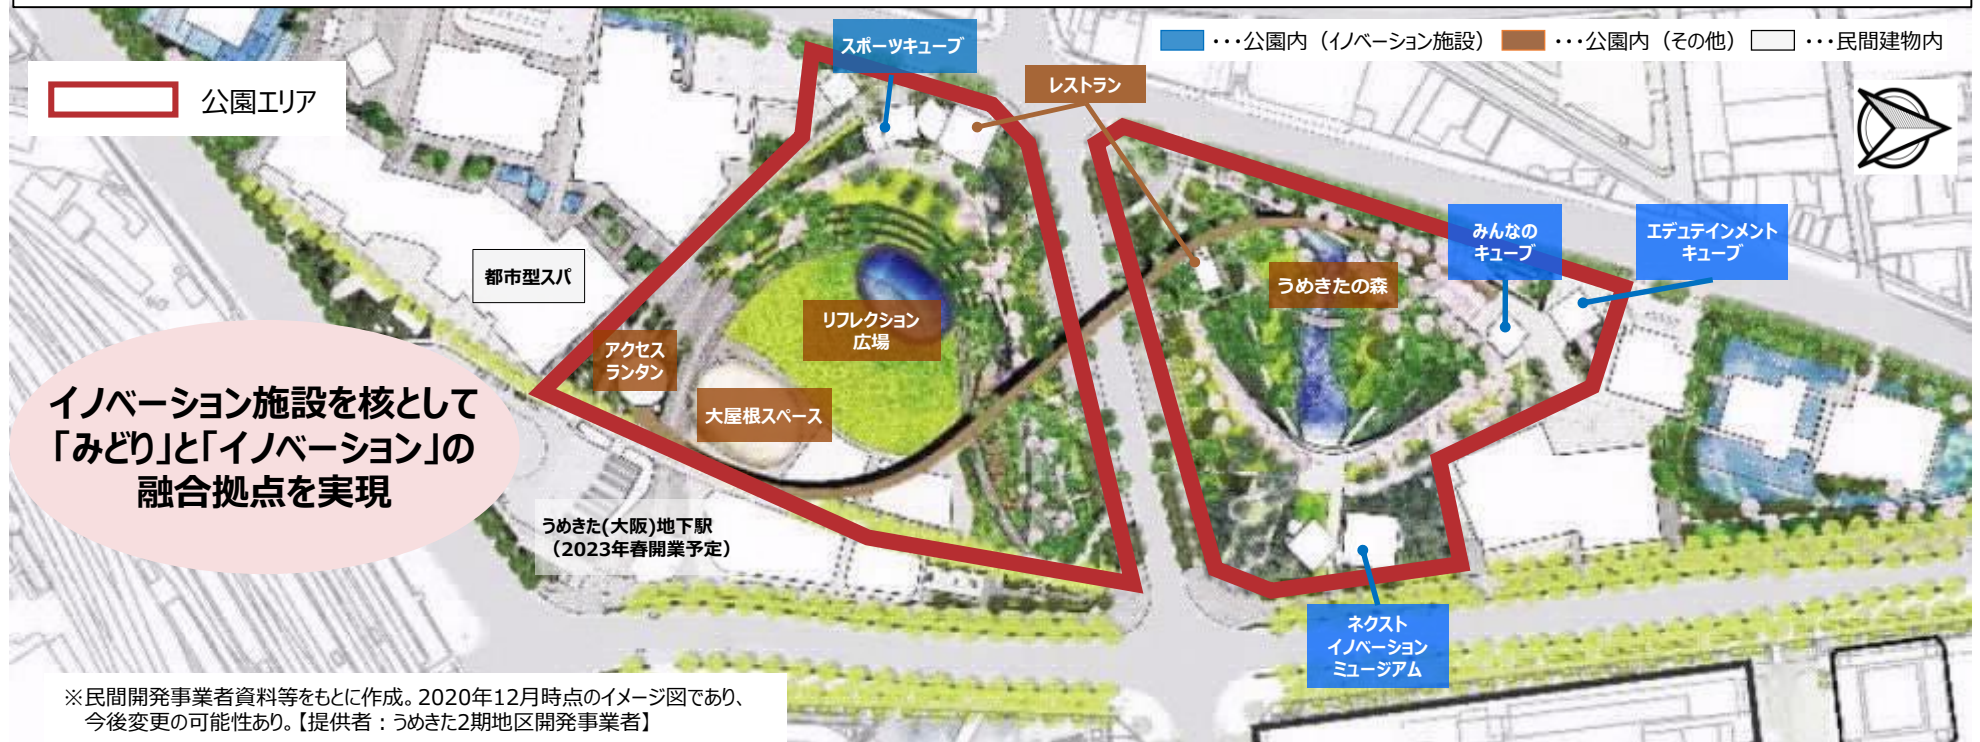 スポーツキューブ
・・・公園内（イノベーション施設）
・・・公園内（その他）
・・・民間建物内
公園エリア
レストラン
みんなの
キューブ
エデュテインメント
キューブ
都市型スパ
うめきたの森
リフレクション
広場
アクセス
ランタン
大屋根スペース
イノベーション施設を核として
「みどり」と「イノベーション」の
融合拠点を実現
うめきた(大阪)地下駅
（2023年春開業予定）
ネクスト
イノベーション
ミュージアム
※民間開発事業者資料等をもとに作成。2020年12月時点のイメージ図であり、
今後変更の可能性あり。【提供者：うめきた2期地区開発事業者】